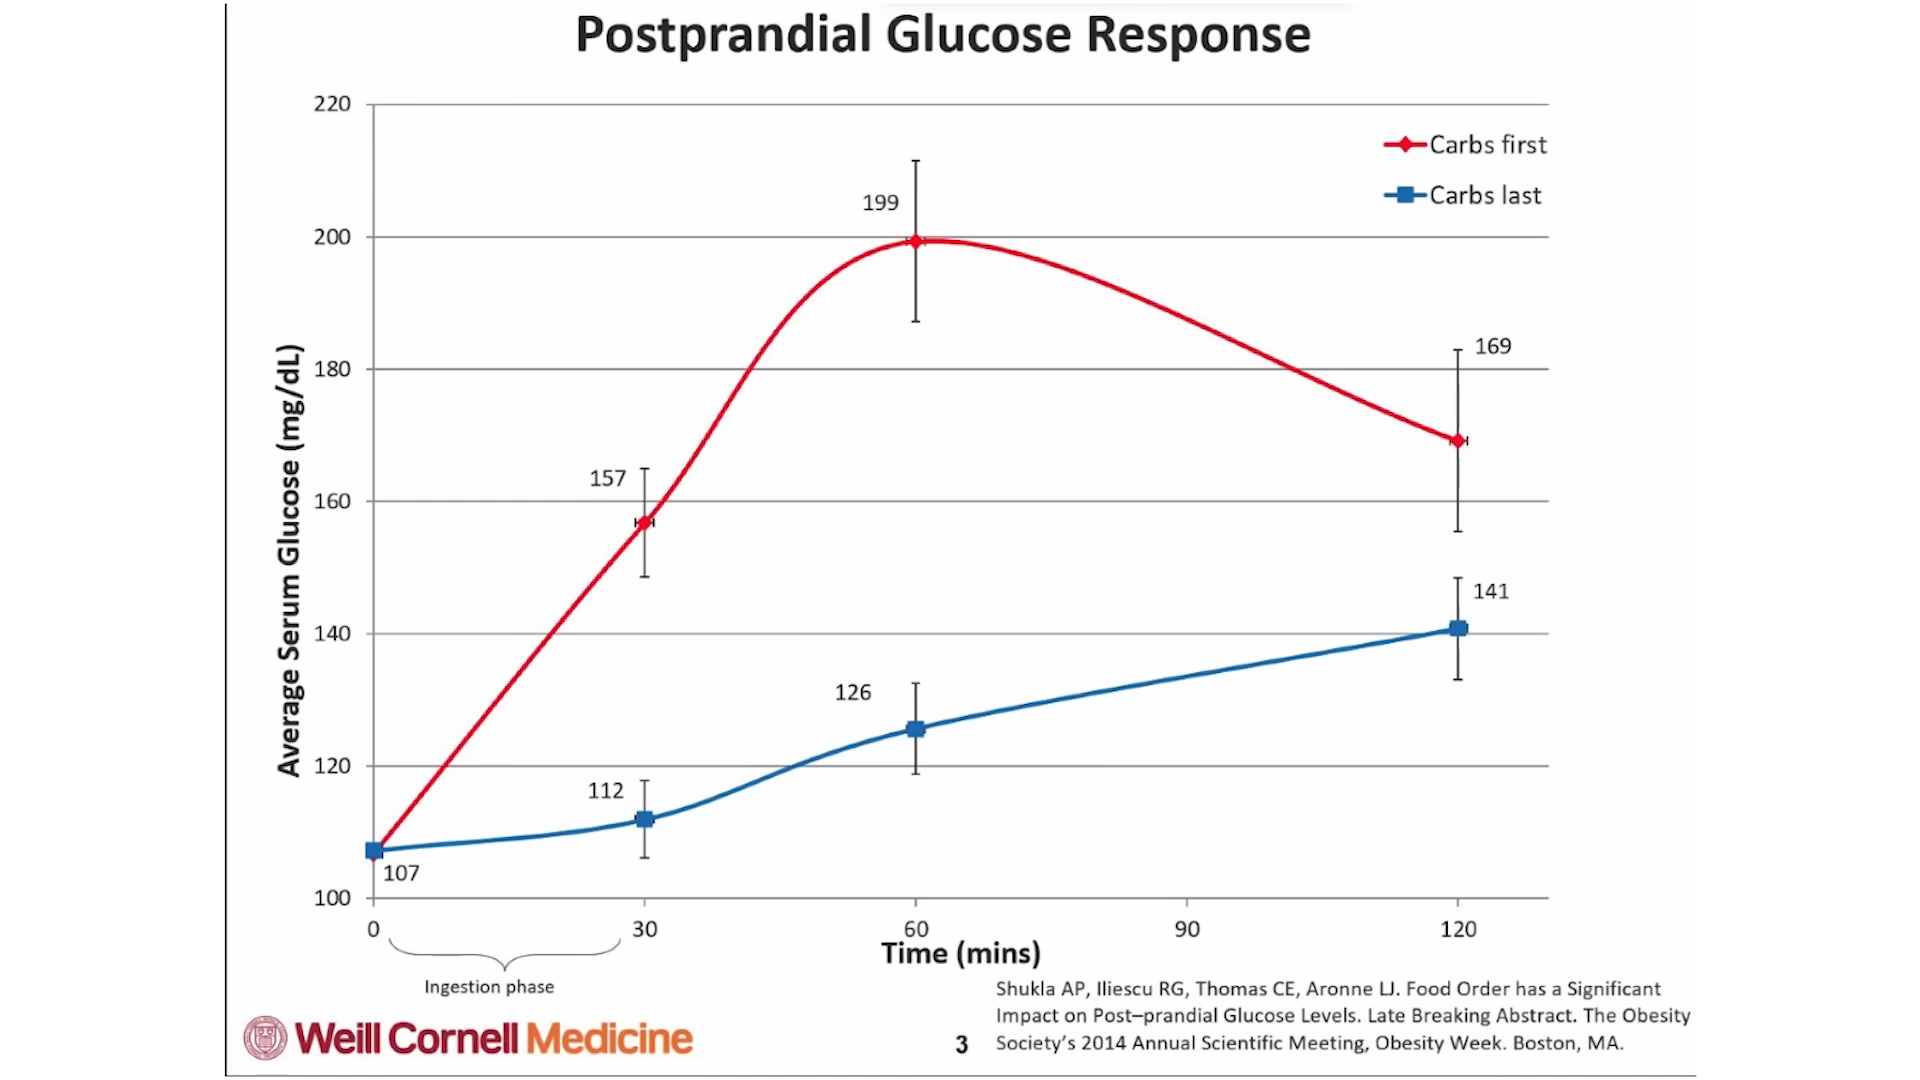 Postprandial Glucose Response
220
200
180
160
140
120
100
Average Serum Glucose (mg/dL)
Carbs first
Carbs last
199
169
157
141
126
112
107
0 30 60 90 120
Time (mins)
Ingestion phase
Shukla AP, Iliescu RG, Thomas CE, Aronne LJ. Food Order has a Significant
Impact on Post–prandial Glucose Levels. Late Breaking Abstract. The Obesity
Society’s 2014 Annual Scientific Meeting, Obesity Week. Boston, MA.
Weill Cornell Medicine
3